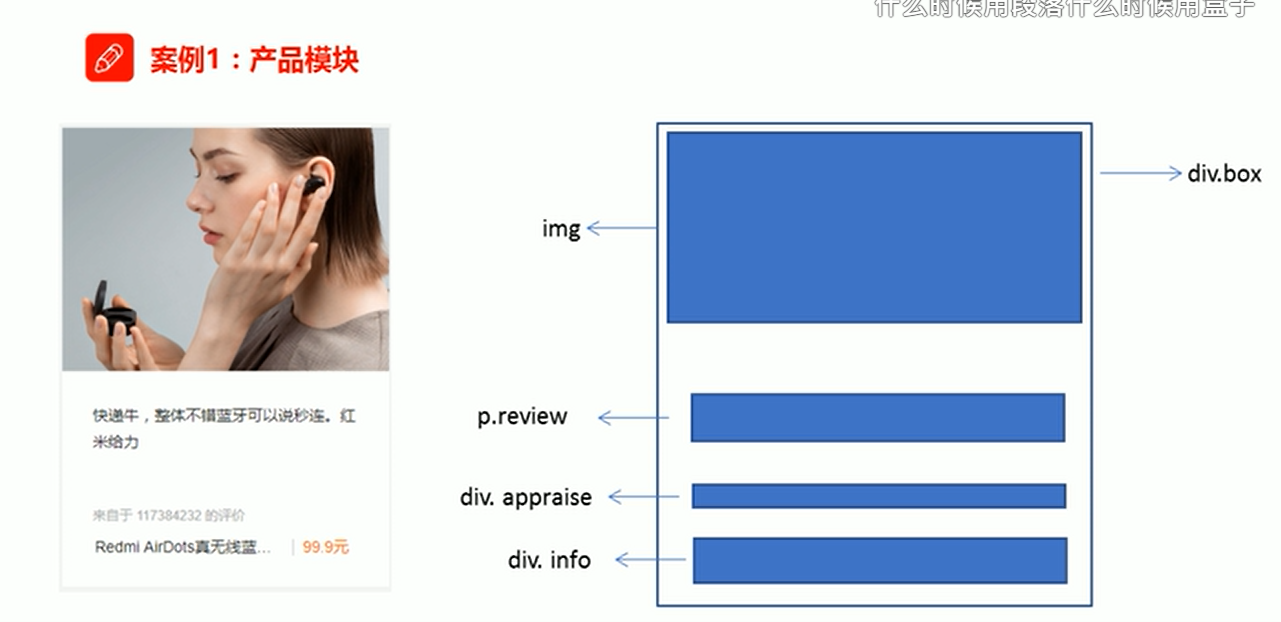 什么时候用段落什么时候用盒子
案例1：产品模块
快递牛，整体不错蓝牙可以说秒连。红
米给力
来自于 117384232 的评价
Redmi AirDots真无线蓝... 99.9元
div.box
img
p.review
div. appraise
div. info